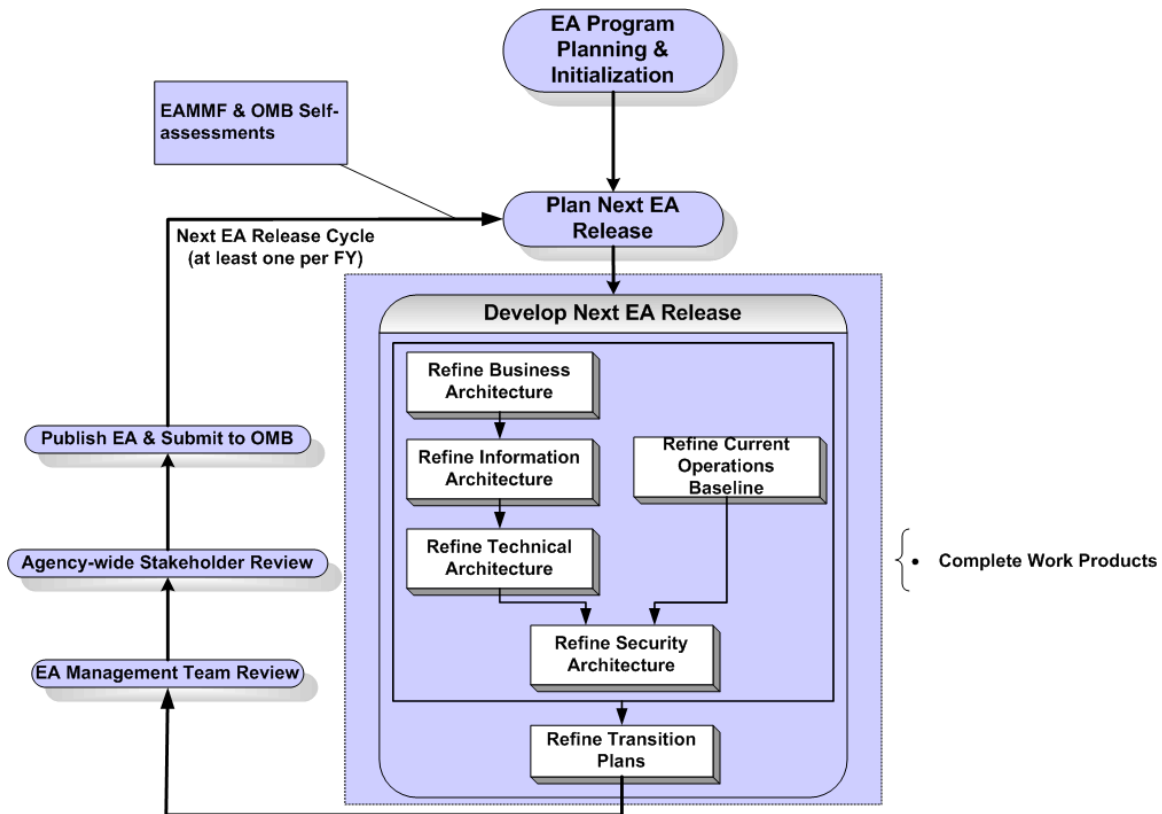 EA Program
Planning &
Initialization
EAMMF & OMB Self-
assessments
Plan Next EA
Release
Next EA Release Cycle
(at least one per FY)
Develop Next EA Release
Refine Business
Architecture
Publish EA & Submit to OMB
Refine Information
Architecture
Refine Current
Operations
Baseline
Refine Technical
Architecture
Agency-wide Stakeholder Review
• Complete Work Products
Refine Security
Architecture
EA Management Team Review
Refine Transition
Plans